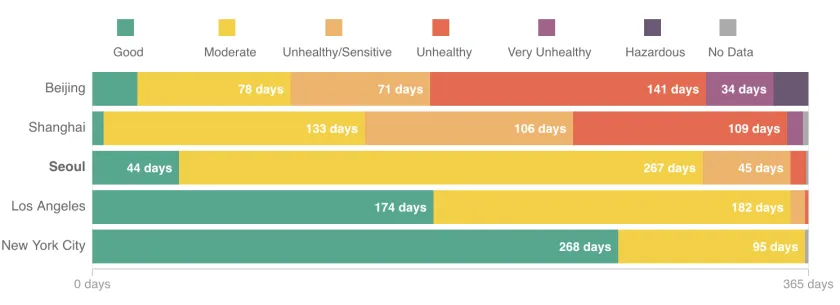 Good Moderate Unhealthy/Sensitive Unhealthy Very Unhealthy Hazardous No Data
Beijing 78 days 71 days 141 days 34 days
Shanghai 133 days 106 days 109 days
Seoul 44 days 267 days 45 days
Los Angeles 174 days 182 days
New York City 268 days 95 days
0 days 365 days